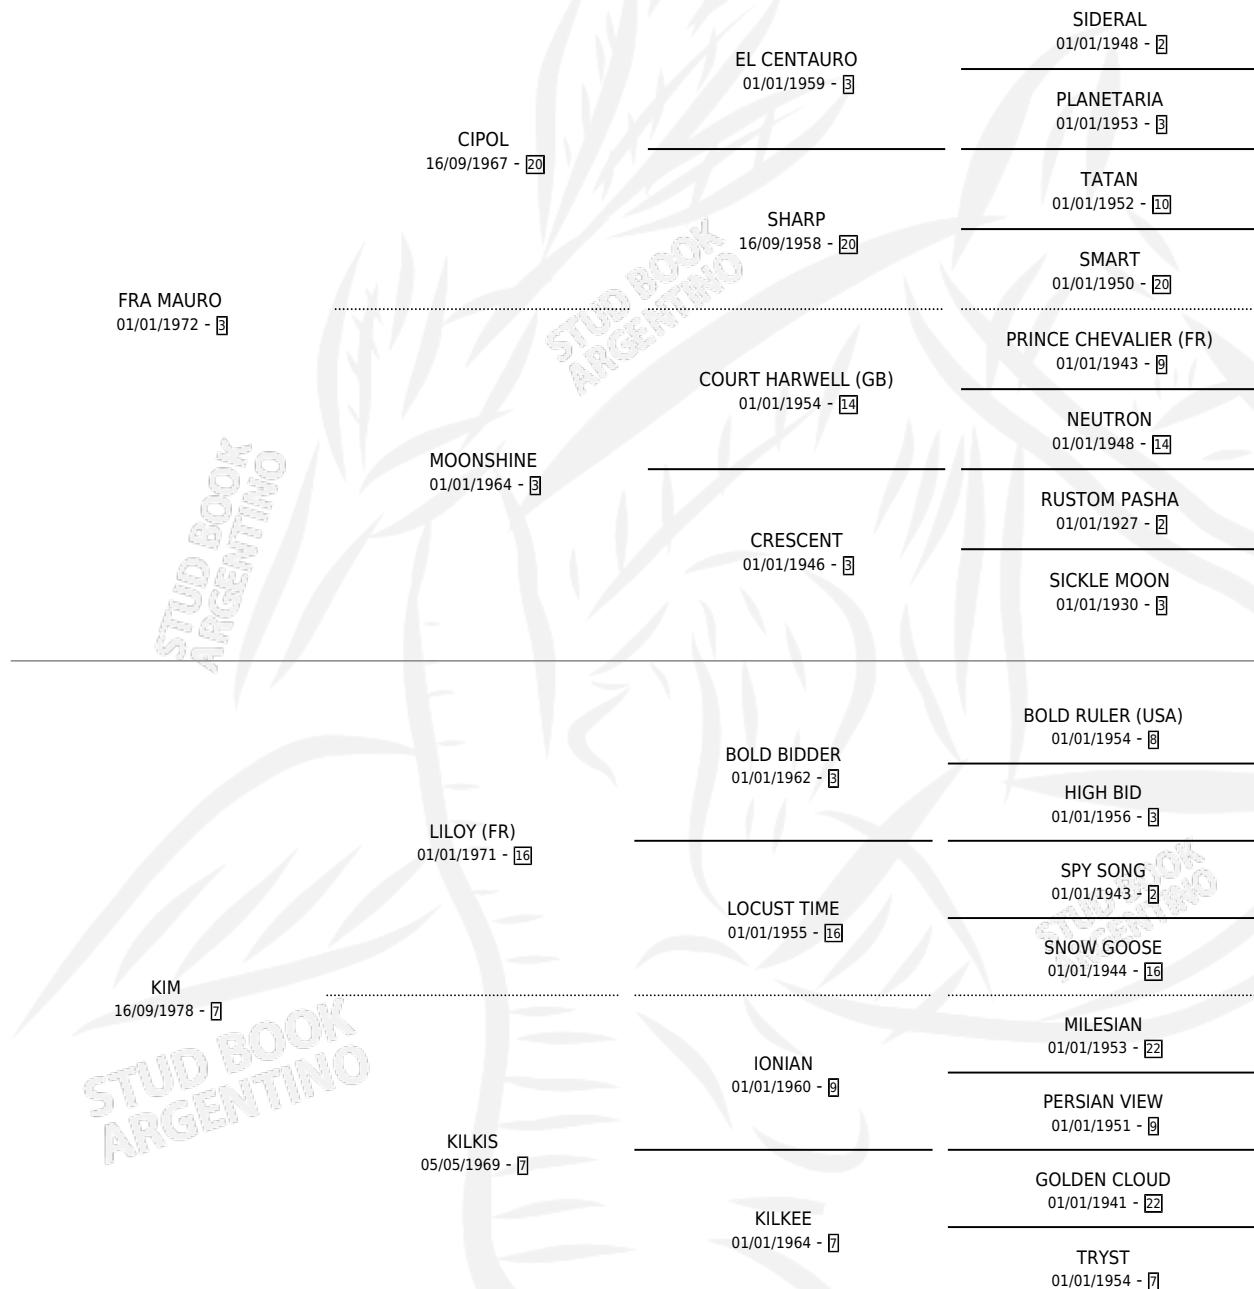 SIDERAL
01/01/1948 - 2
EL CENTAURO
01/01/1959 - 3
PLANETARIA
01/01/1953 - 3
CIPOL
16/09/1967 - 20
TATAN
01/01/1952 - 10
SHARP
16/09/1958 - 20
SMART
01/01/1950 - 20
FRA MAURO
01/01/1972 - 3
STUD BOOK
ARGENTINO
PRINCE CHEVALIER (FR)
01/01/1943 - 9
COURT HARWELL (GB)
01/01/1954 - 14
NEUTRON
01/01/1948 - 14
MOONSHINE
01/01/1964 - 3
RUSTOM PASHA
01/01/1927 - 2
CRESCENT
01/01/1946 - 3
SICKLE MOON
01/01/1930 - 3
STUD BOOK
ARGENTINO
BOLD RULER (USA)
01/01/1954 - 8
BOLD BIDDER
01/01/1962 - 3
HIGH BID
01/01/1956 - 3
LILOY (FR)
01/01/1971 - 16
SPY SONG
01/01/1943 - 2
LOCUST TIME
01/01/1955 - 16
STUD BOOK
ARGENTINO
SNOW GOOSE
01/01/1944 - 16
KIM
16/09/1978 - 7
STUD BOOK
ARGENTINO
MILESIAN
01/01/1953 - 22
IONIAN
01/01/1960 - 9
PERSIAN VIEW
01/01/1951 - 9
KILKIS
05/05/1969 - 7
GOLDEN CLOUD
01/01/1941 - 22
KILKEE
01/01/1964 - 7
TRYST
01/01/1954 - 7